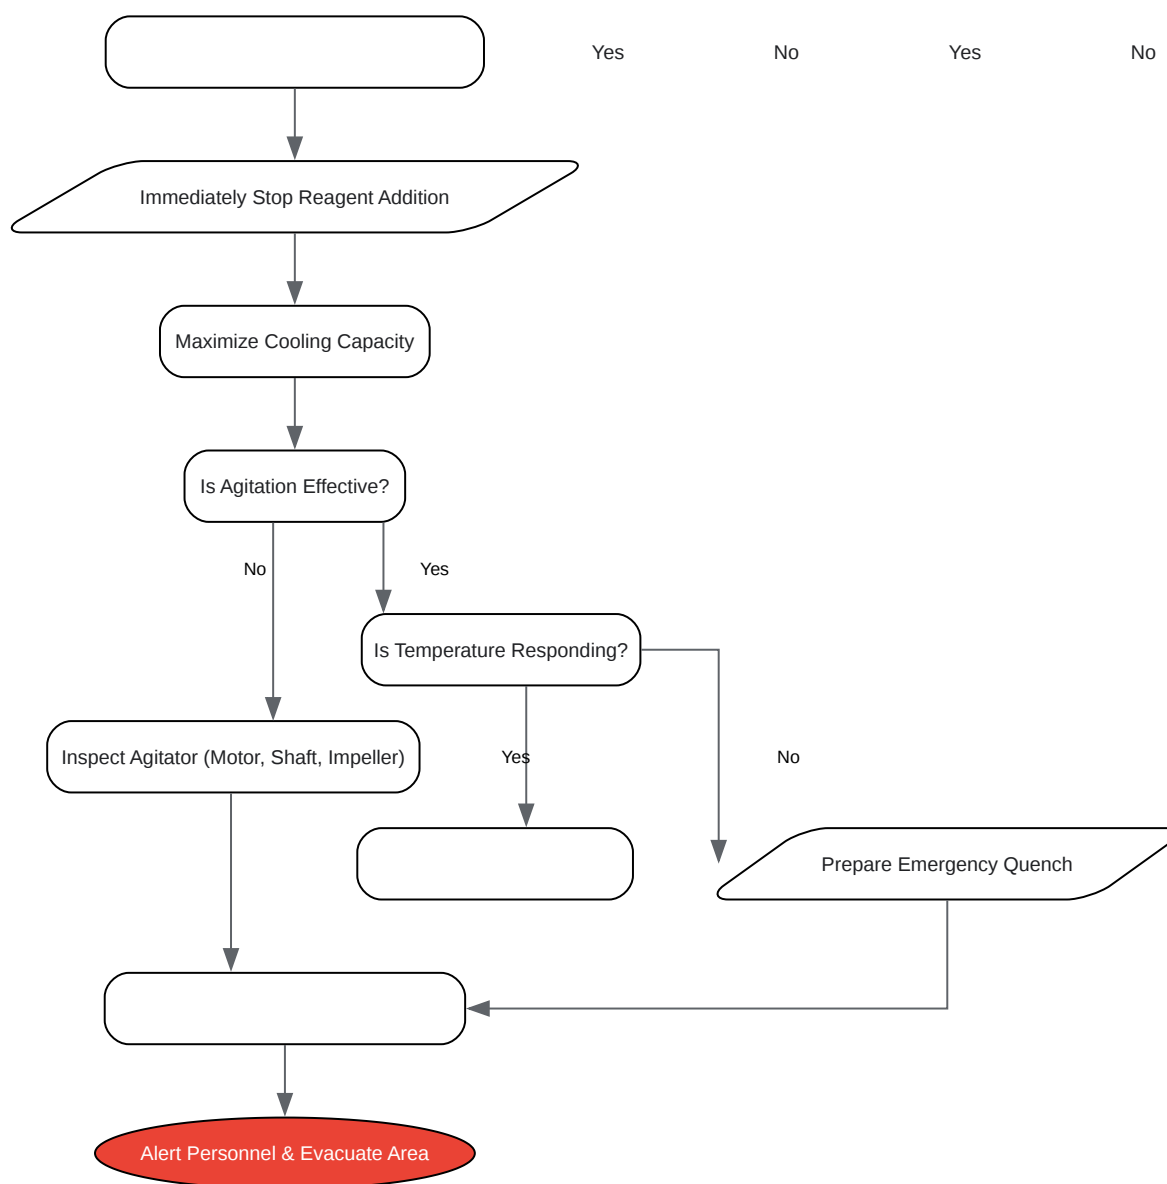 Yes
No
Yes
No
Immediately Stop Reagent Addition
Maximize Cooling Capacity
Is Agitation Effective?
No
Yes
Is Temperature Responding?
Inspect Agitator (Motor, Shaft, Impeller)
Yes
No
Prepare Emergency Quench
Alert Personnel & Evacuate Area